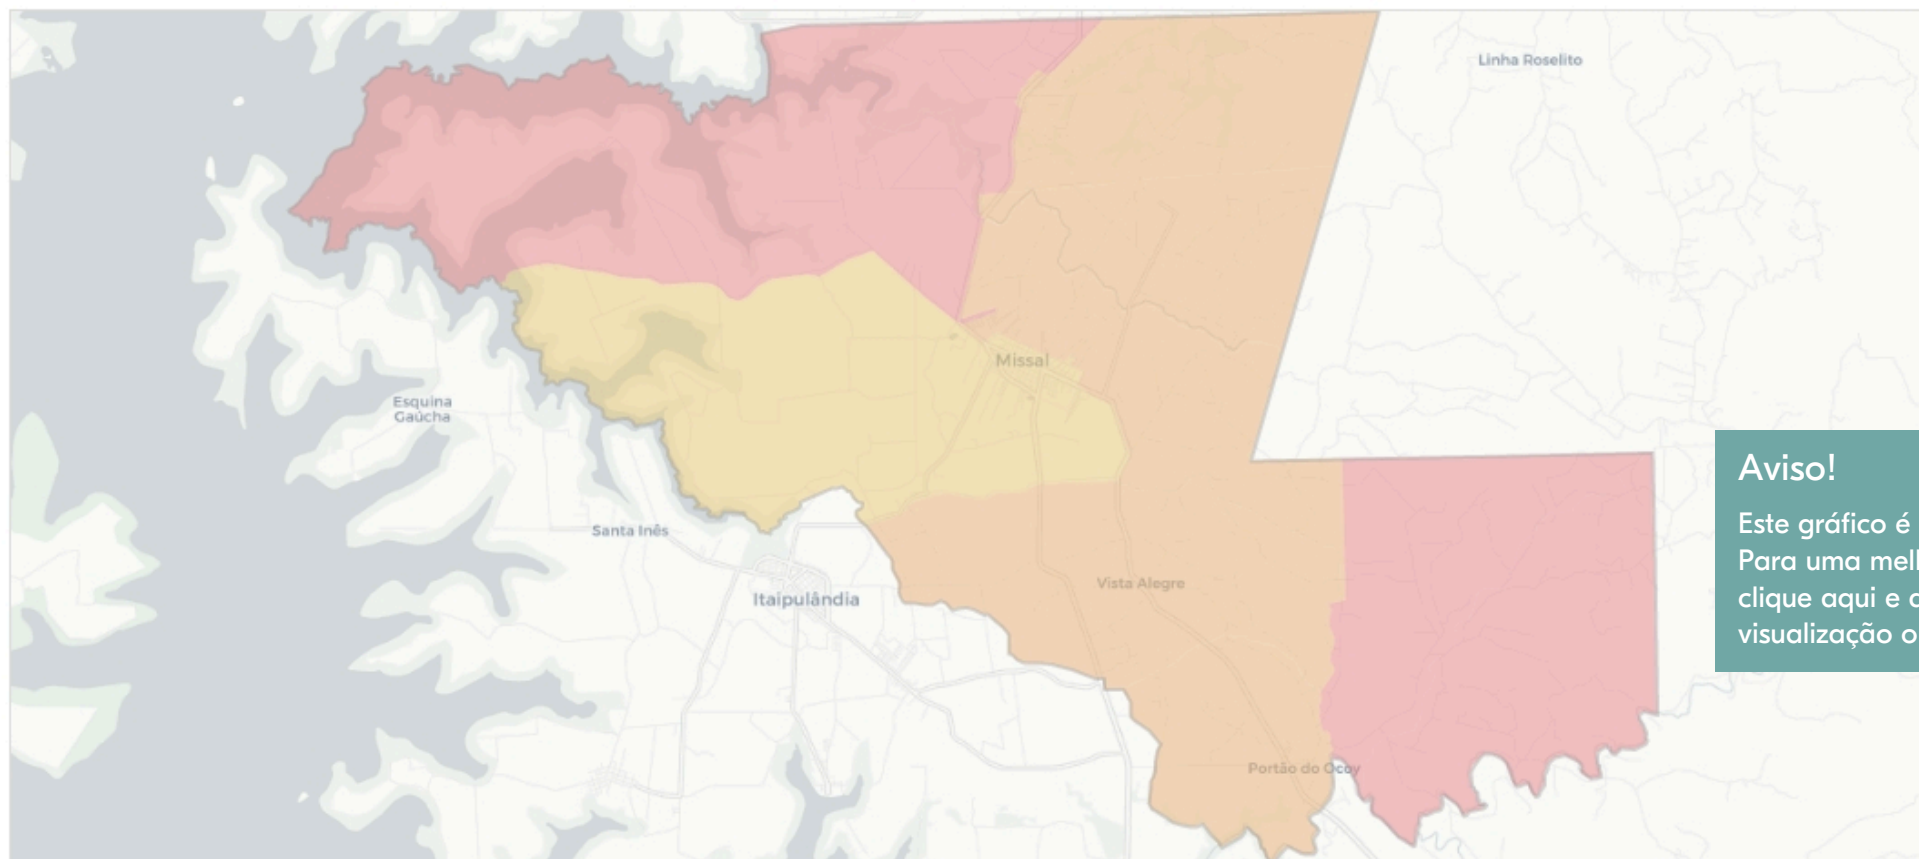 Linha Roselito
Missal
Esquina
Gaúcha
Aviso!
Este gráfico é
Para uma
clique aqui e
visualização
Santa Inês
Vista Alegre
Itaipulândia
Portão do Ocoy